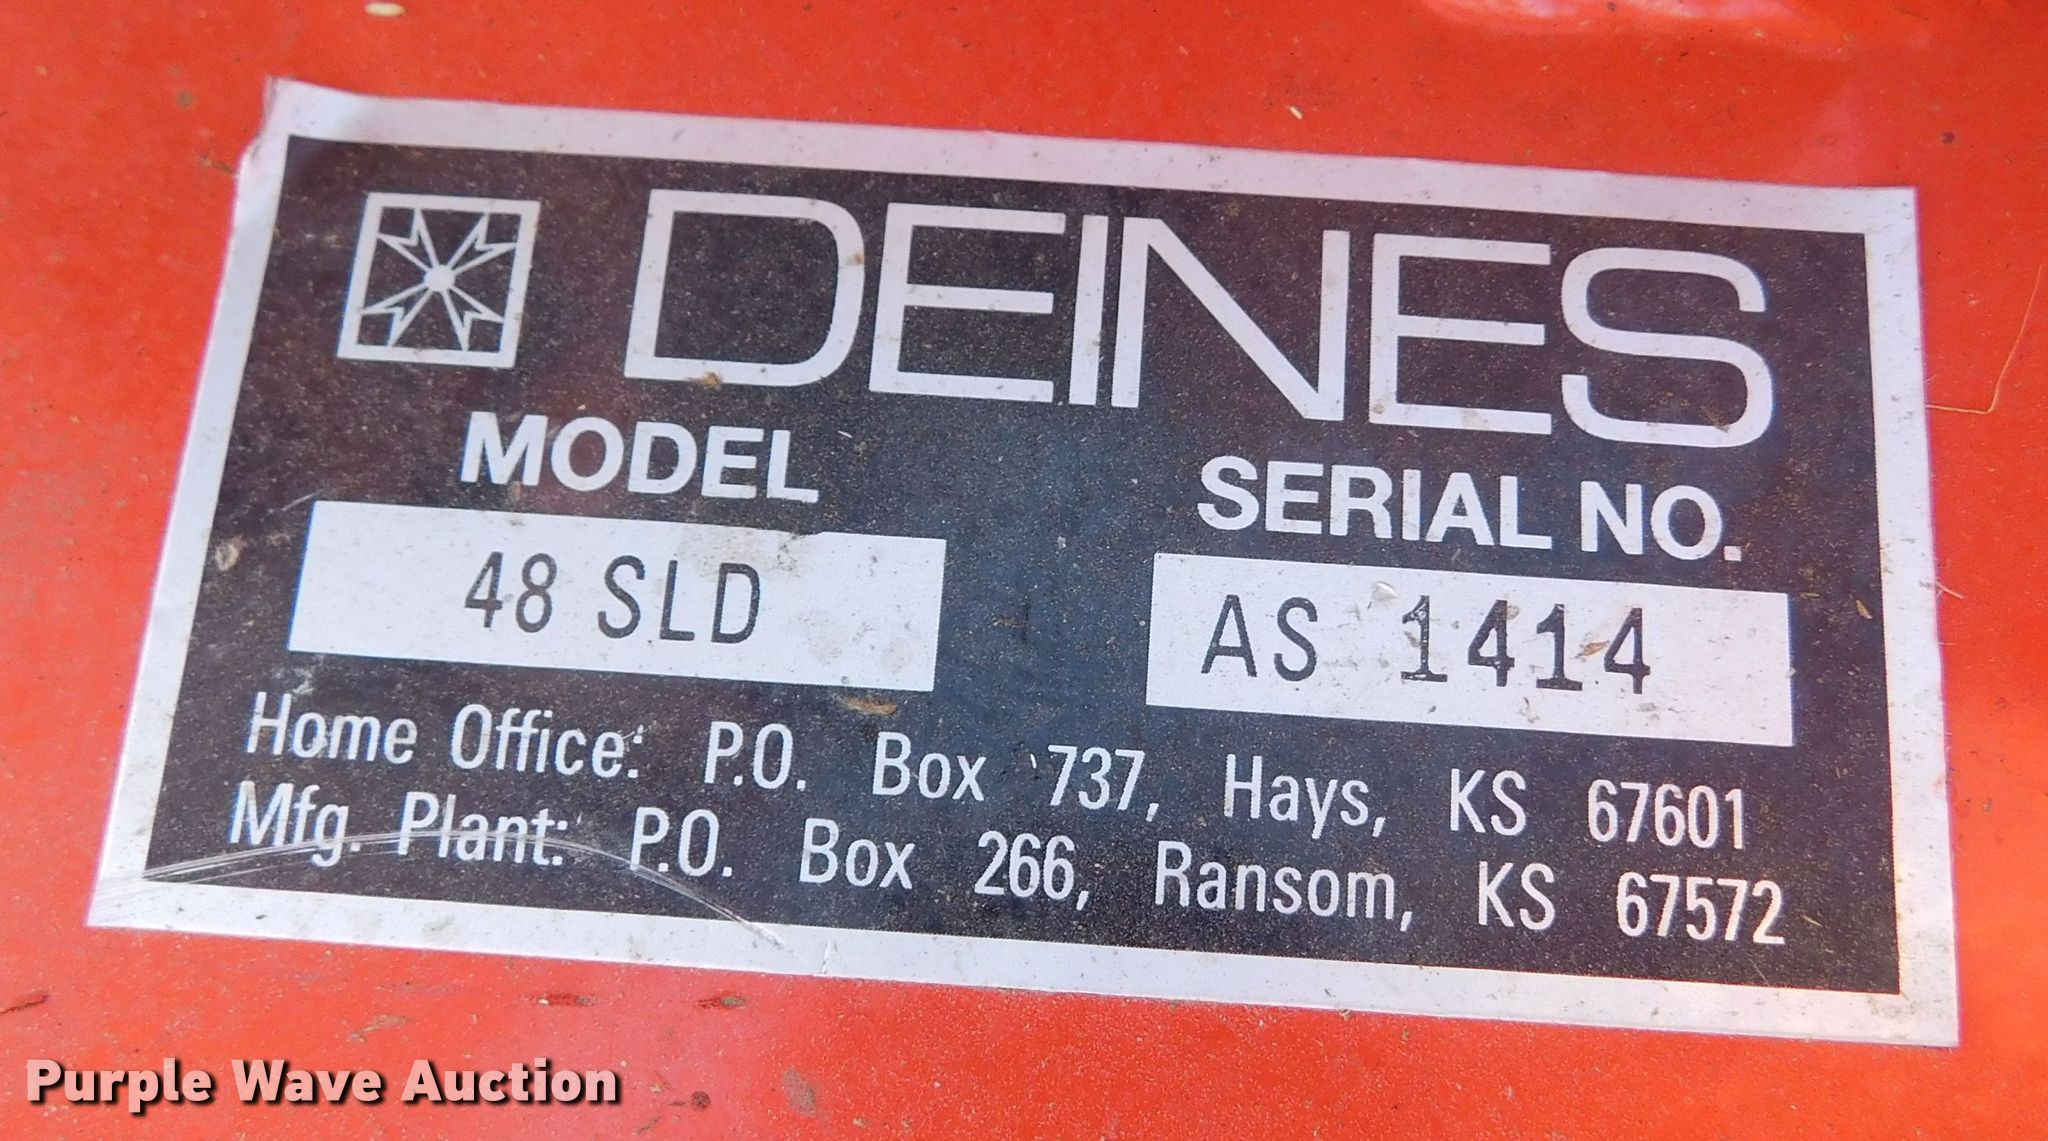 DEINES
MODEL SERIAL NO.
48 SLD AS 1414
Home Office: P.O. Box 737, Hays, KS 67601
Mfg. Plant: P.O. Box 266, Ransom, KS 67572
Purple Wave Auction